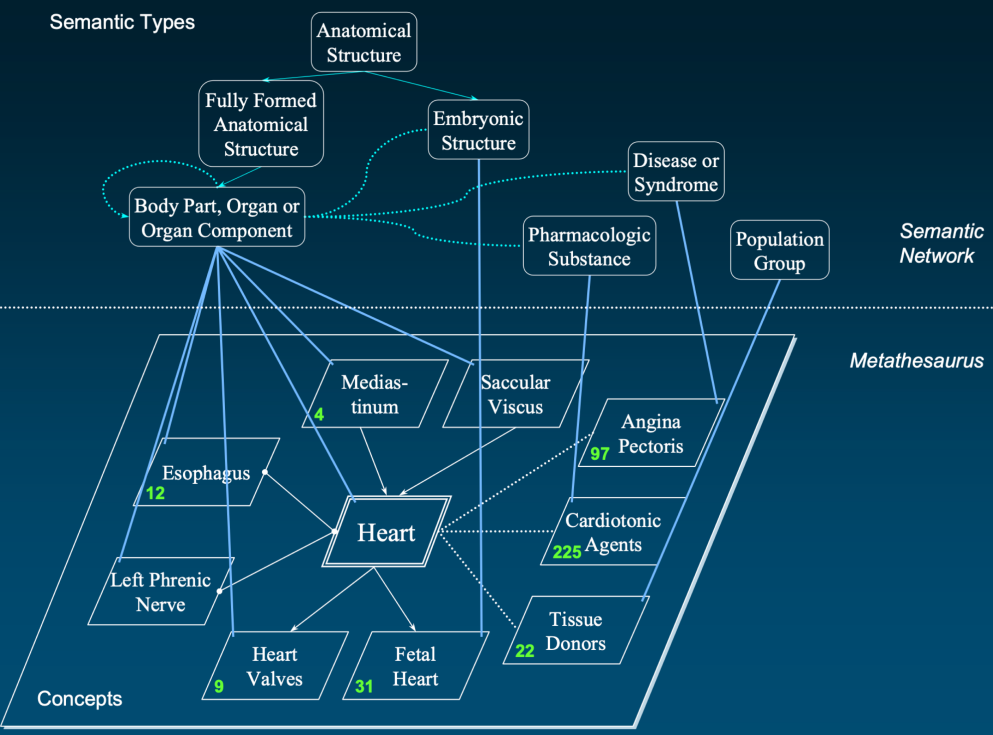 Semantic Types
Anatomical
Structure
Fully Formed
Anatomical
Structure
Embryonic
Structure
Disease or
Syndrome
Body Part, Organ or
Organ Component
Pharmacologic
Substance
Population
Group
Semantic
Network
Metathesaurus
Medias-
tinum
4
Saccular
Viscus
Angina
Pectoris
97
Esophagus
12
Heart
Cardiotonic
Agents
225
Left Phrenic
Nerve
Tissue
Donors
22
Heart
Valves
9
Fetal
Heart
31
Concepts